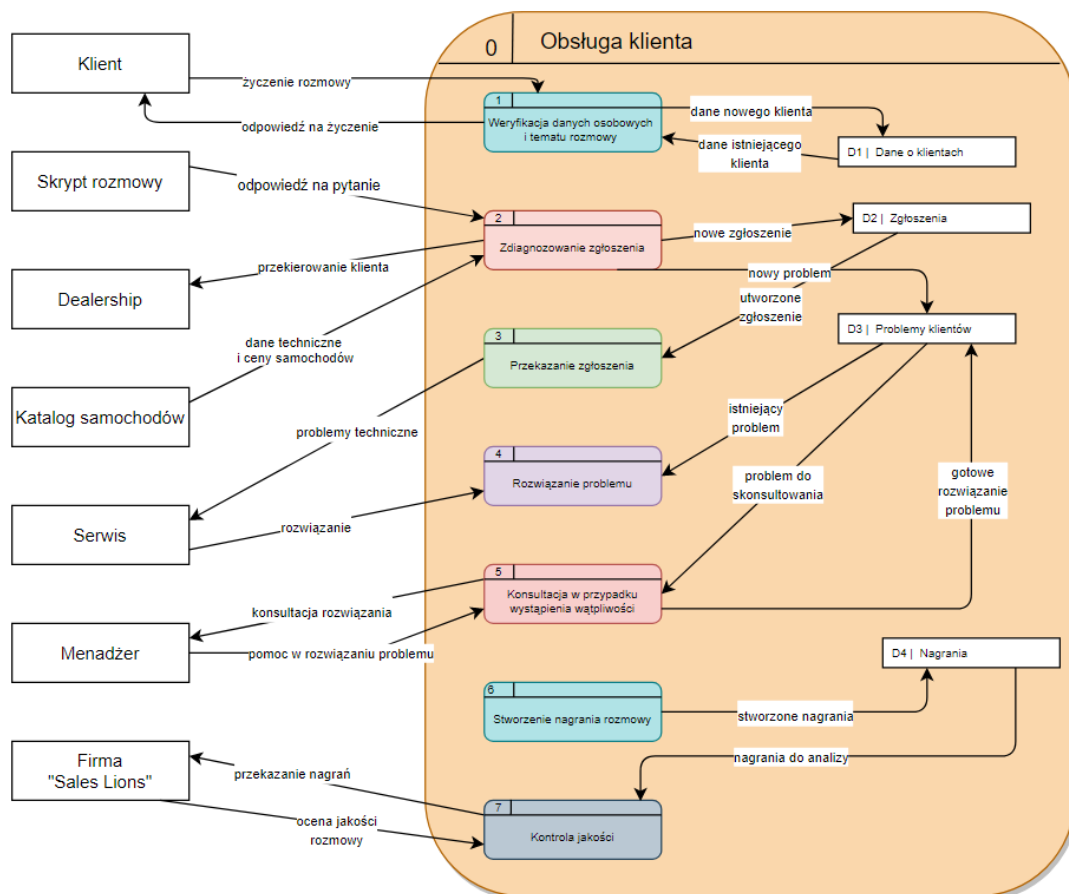 0
Obsługa klienta
Klient
życzenie rozmowy
odpowiedź na życzenie
1
Weryfikacja danych osobowych
i tematu rozmowy
dane nowego klienta
dane istniejącego
klienta
D1 | Dane o klientach
Skrypt rozmowy
odpowiedź na pytanie
2
Zdiagnozowanie zgłoszenia
nowe zgłoszenie
D2 | Zgłoszenia
przekierowanie klienta
nowy problem
Dealership
utworzone
zgłoszenie
D3 | Problemy klientów
dane techniczne
i ceny samochodów
3
Przekazanie zgłoszenia
Katalog samochodów
problemy techniczne
istniejący
problem
4
Rozwiązanie problemu
problem do
skonsultowania
gotowe
rozwiązanie
problemu
Serwis
rozwiązanie
5
Konsultacja w przypadku
wystąpienia wątpliwości
konsultacja rozwiązania
Menadżer
pomoc w rozwiązaniu problemu
D4 | Nagrania
6
Stworzenie nagrania rozmowy
stworzone nagrania
Firma
"Sales Lions"
przekazanie nagrań
nagrania do analizy
ocena jakości
rozmowy
7
Kontrola jakości